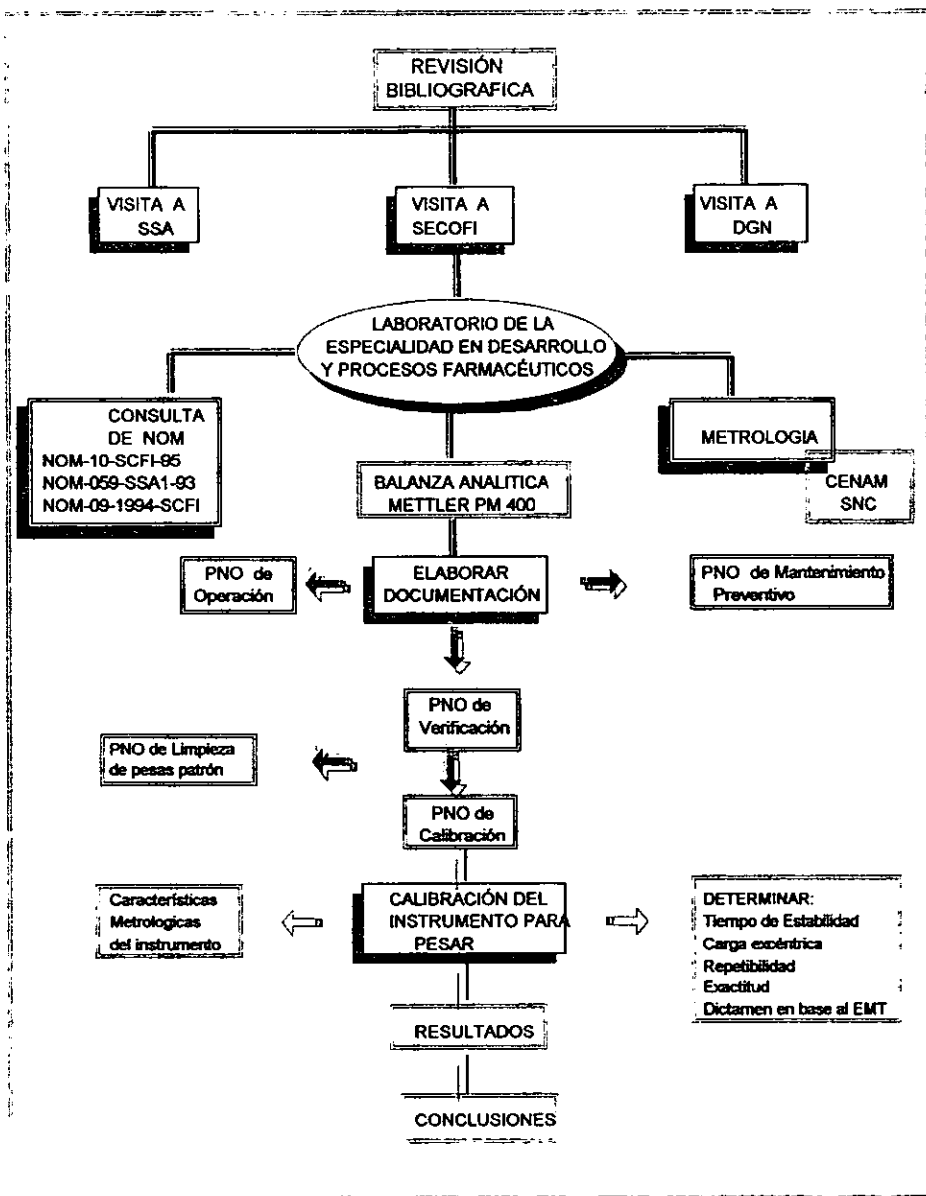 REVISIÓN
BIBLIOGRAFICA
VISITA A
SSA
VISITA A
SECOFI
VISITA A
DGN
LABORATORIO DE LA
ESPECIALIDAD EN DESARROLLO
Y PROCESOS FARMACÉUTICOS
CONSULTA
DE NOM
NOM-10-SCFI-95
NOM-059-SSA1-93
NOM-09-1994-SCFI
METROLOGIA
CENAM
SNC
BALANZA ANALITICA
METTLER PM 400
PNO de
Operación
ELABORAR
DOCUMENTACIÓN
PNO de Mantenimiento
Preventivo
PNO de
Verificación
PNO de Limpieza
de pesas patrón
PNO de
Calibración
Características
Metrologicas
del instrumento
CALIBRACIÓN DEL
INSTRUMENTO PARA
PESAR
DETERMINAR:
Tiempo de Estabilidad
Carga excéntrica
Repetibilidad
Exactitud
Dictamen en base al EMT
RESULTADOS
CONCLUSIONES